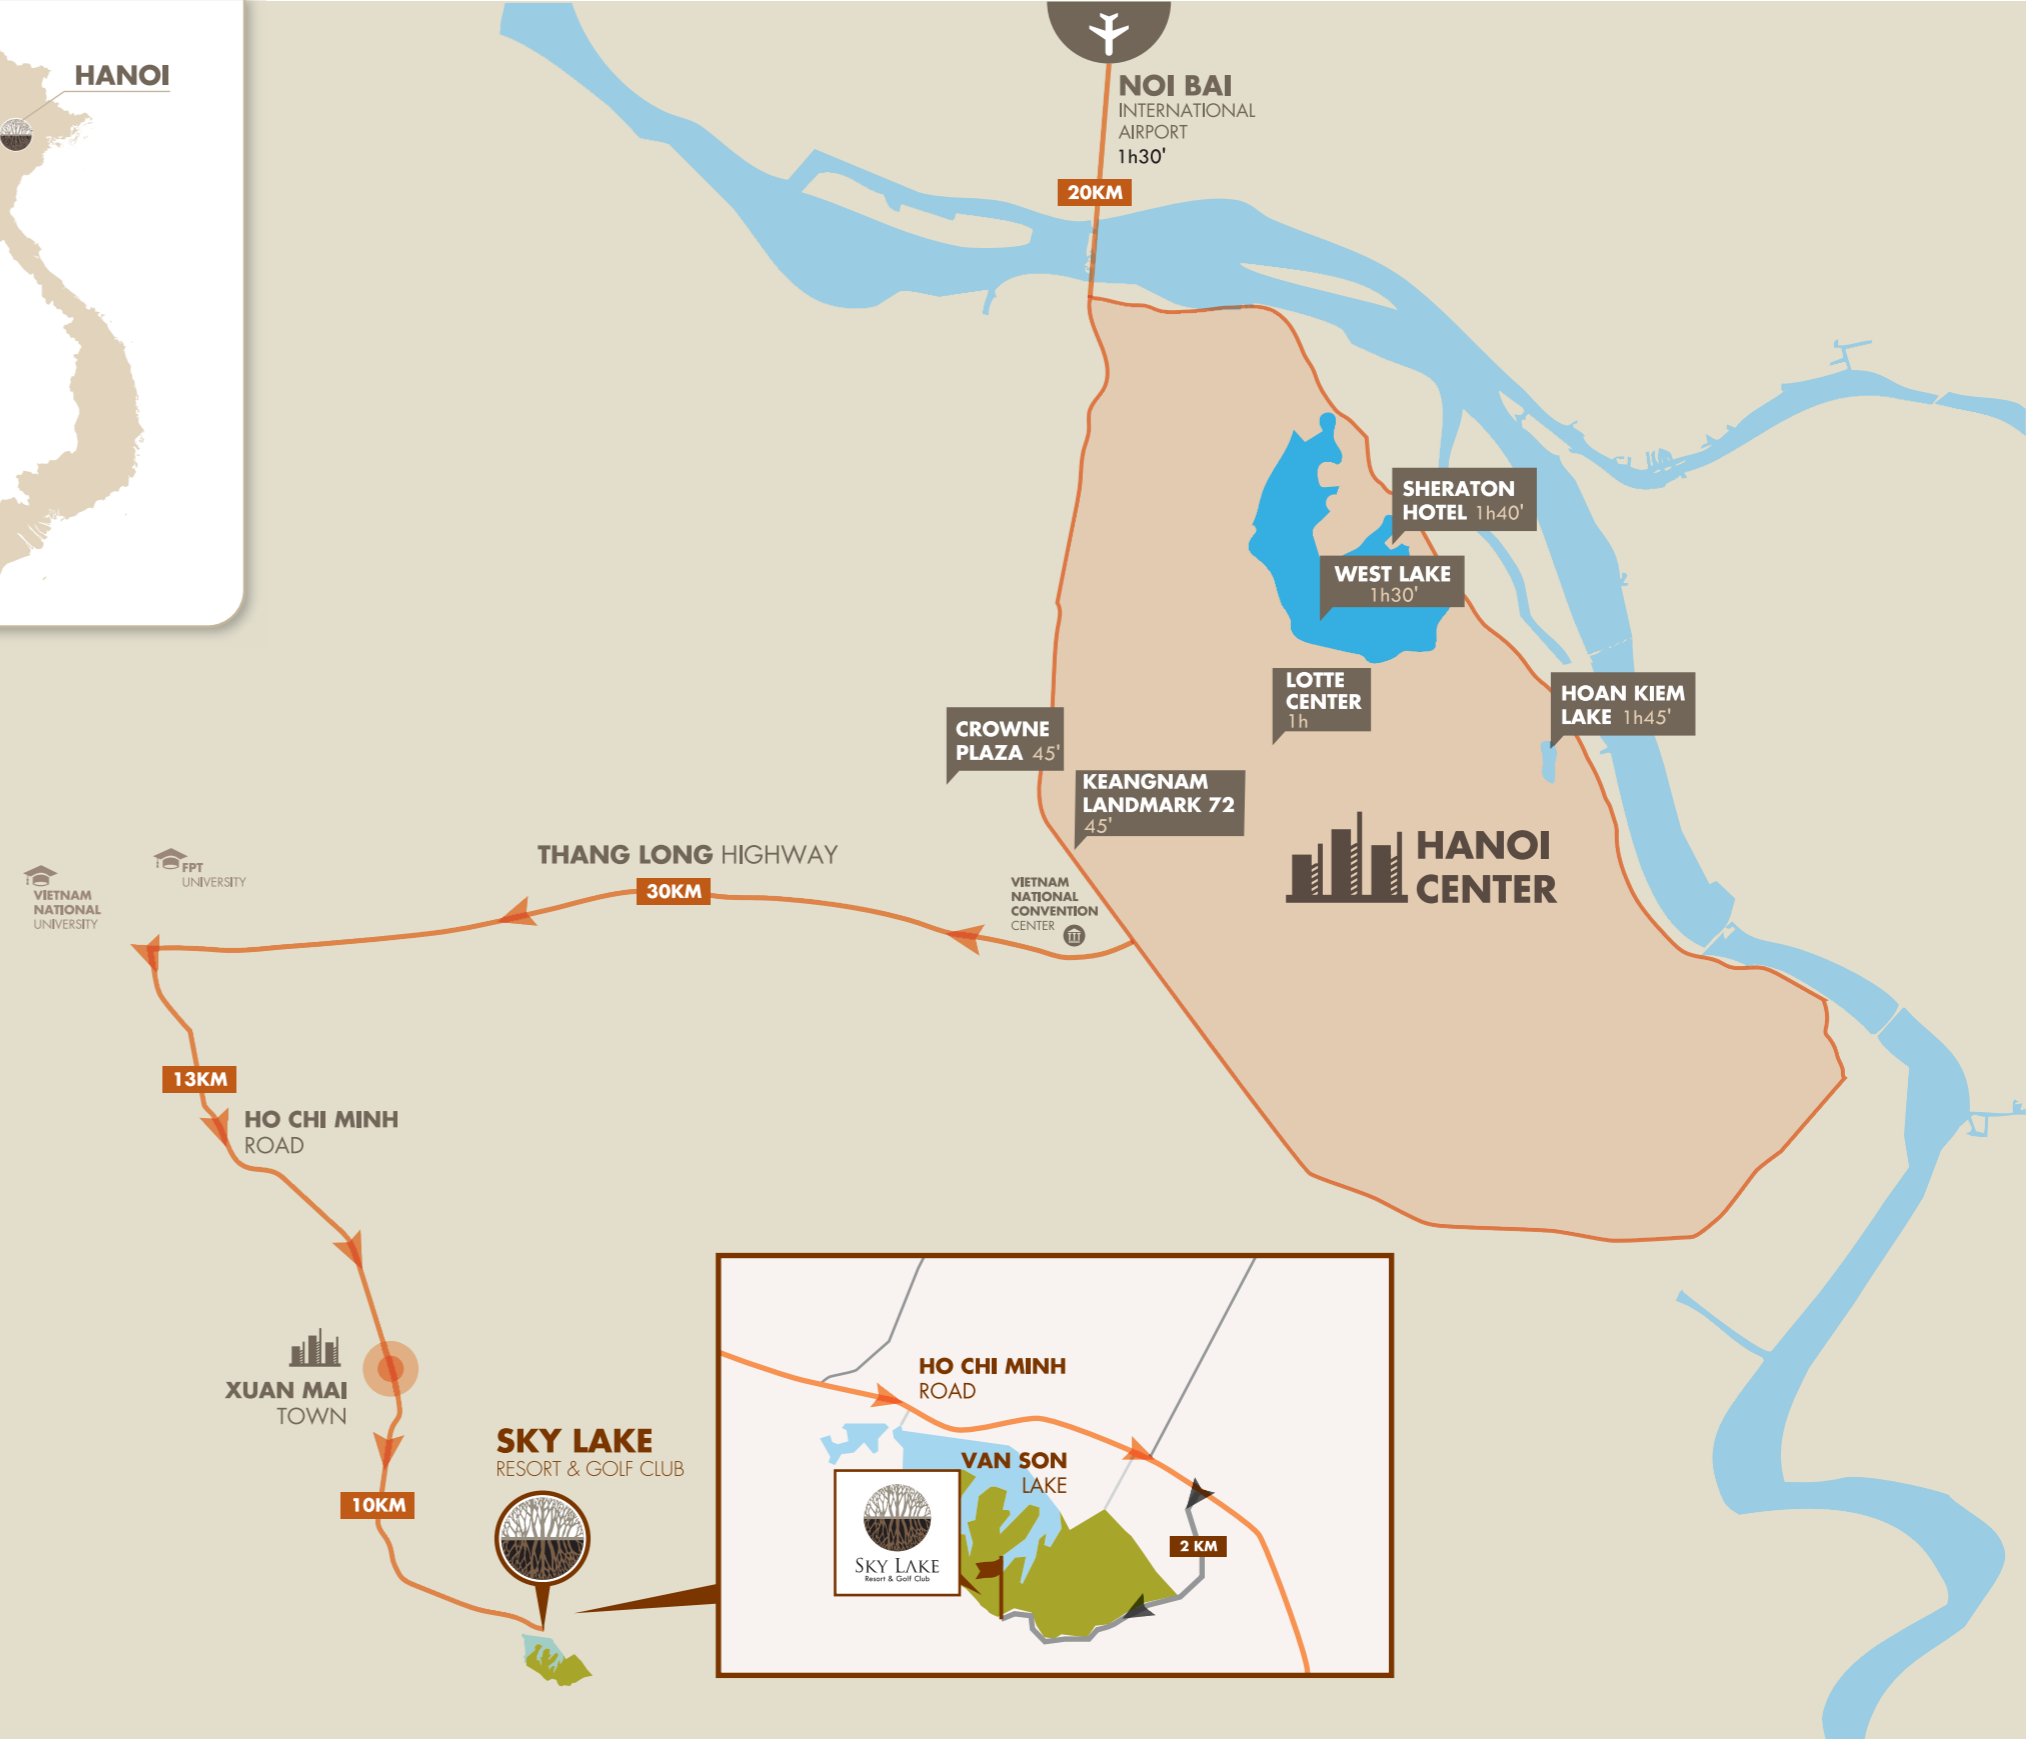 HANOI
NOI BAI
INTERNATIONAL
AIRPORT
1h30'
20KM
SHERATON
HOTEL 1h40'
WEST LAKE
1h30'
LOTTE
CENTER
1h
HOAN KIEM
LAKE 1h45'
CROWNE
PLAZA 45'
KEANGNAM
LANDMARK 72
45'
HANOI
CENTER
THANG LONG HIGHWAY
30KM
VIETNAM
NATIONAL
CONVENTION
CENTER
FPT
UNIVERSITY
VIETNAM
NATIONAL
UNIVERSITY
13KM
HO CHI MINH
ROAD
XUAN MAI
TOWN
10KM
SKY LAKE
RESORT & GOLF CLUB
HO CHI MINH
ROAD
VAN SON
LAKE
SKY LAKE
Resort & Golf Club
2 KM